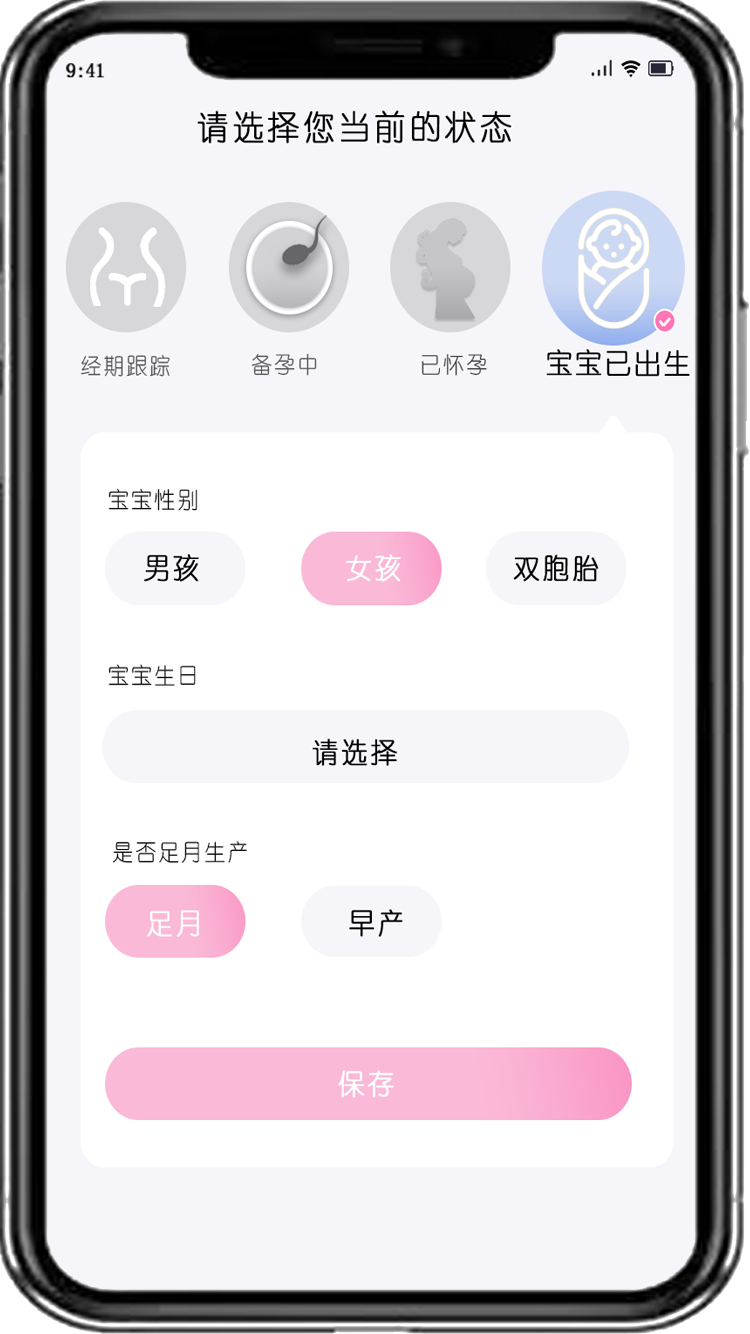 9:41
请选择您当前的状态
经期跟踪 备孕中 已怀孕 宝宝已出生
宝宝性别
男孩 女孩 双胞胎
宝宝生日
请选择
是否足月生产
足月 早产
保存